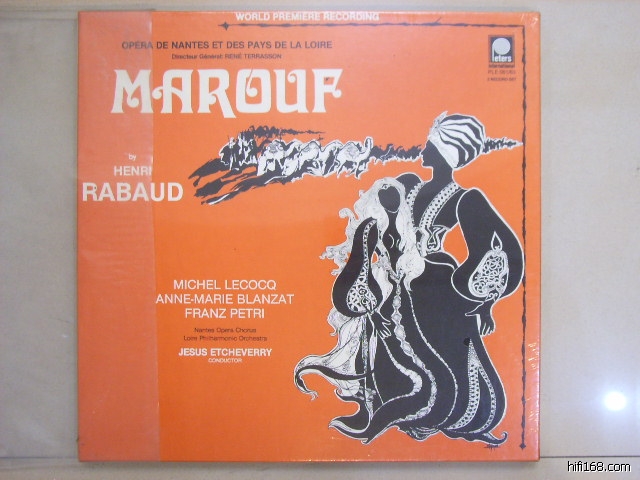 WORLD PREMIERE RECORDING
OPÉRA DE NANTES ET DES PAYS DE LA LOIRE
Directeur Général: RENÉ TERRASSON
MAROUF
Peters
International
by
HENRI
RABAUD
MICHEL LECOCQ
ANNE-MARIE BLANZAT
FRANZ PETRI
Nantes Opera Chorus
Loire Philharmonic Orchestra
JESUS ETCHEVERRY
CONDUCTOR
hifi168.com